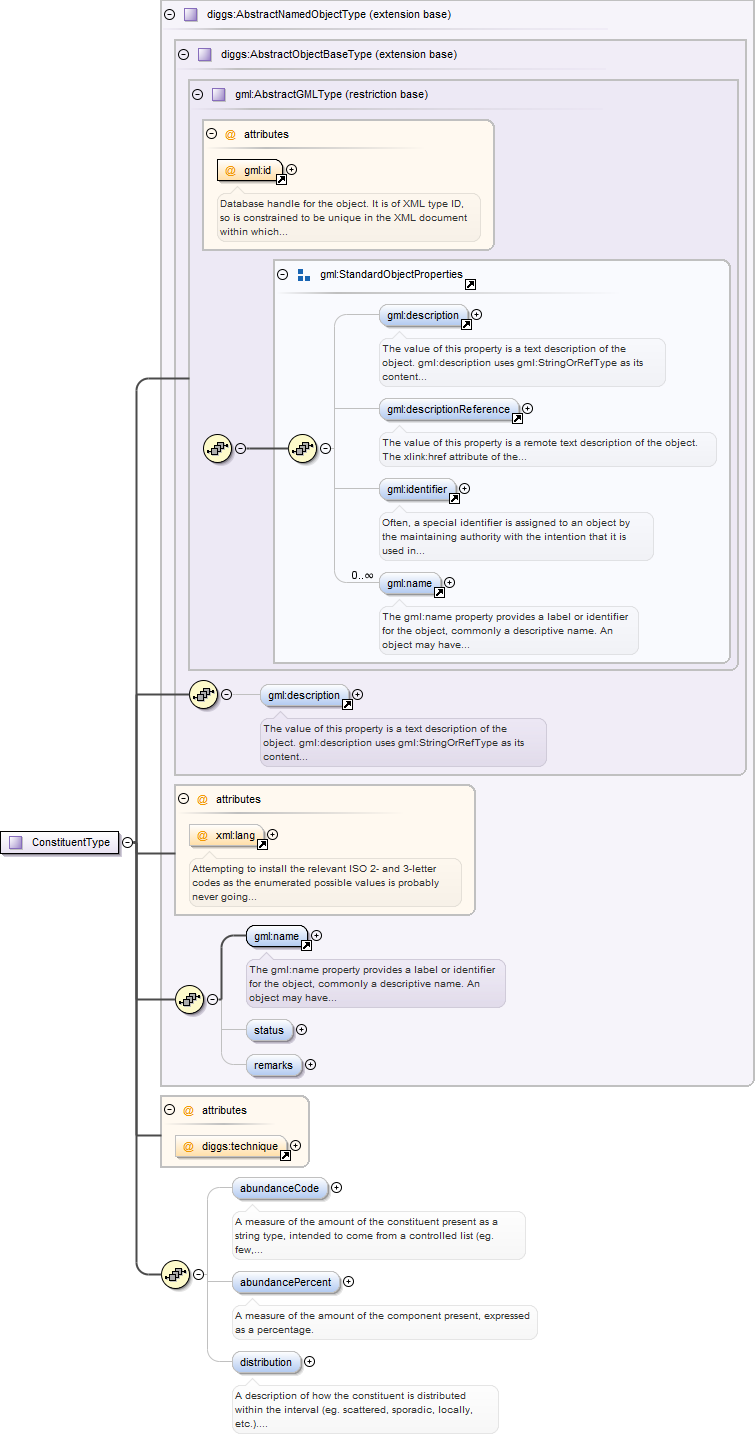 diggs:AbstractNamedObjectType (extension base)
diggs:AbstractObjectBaseType (extension base)
gml:AbstractGMLType (restriction base)
@ attributes
@ gml:id
Database handle for the object. It is of XML type ID,
so is constrained to be unique in the XML document
within which...
gml:StandardObjectProperties
gml:description
The value of this property is a text description of the
object. gml:description uses gml:StringOrRefType as its
content...
gml:descriptionReference
The value of this property is a remote text description of the object.
The xlink:href attribute of the...
gml:identifier
Often, a special identifier is assigned to an object by
the maintaining authority with the intention that it is
used in...
0..∞
gml:name
The gml:name property provides a label or identifier
for the object, commonly a descriptive name. An
object may have...
gml:description
The value of this property is a text description of the
object. gml:description uses gml:StringOrRefType as its
content...
@ attributes
@ xml:lang
ConstituentType
Attempting to install the relevant ISO 2- and 3-letter
codes as the enumerated possible values is probably
never going...
gml:name
The gml:name property provides a label or identifier
for the object, commonly a descriptive name. An
object may have...
status
remarks
@ attributes
@ diggs:technique
abundanceCode
A measure of the amount of the constituent present as a
string type, intended to come from a controlled list (eg.
few,...
abundancePercent
A measure of the amount of the component present, expressed
as a percentage.
distribution
A description of how the constituent is distributed
within the interval (eg. scattered, sporadic, locally,
etc.)....